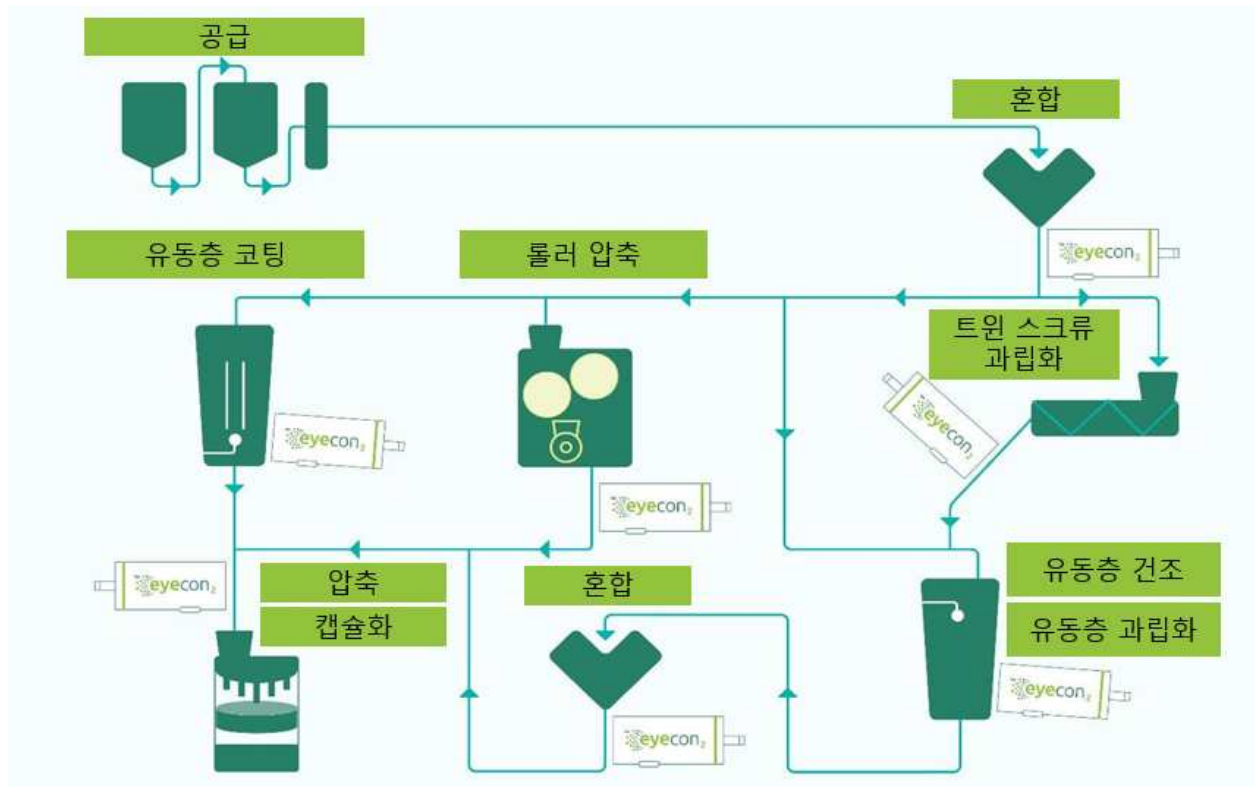 공급
혼합
eyecon₂
유동층 코팅
롤러 압축
트윈 스크류
과립화
eyecon₂
eyecon₂
eyecon₂
eyecon₂
압축
캡슐화
혼합
유동층 건조
유동층 과립화
eyecon₂
eyecon₂